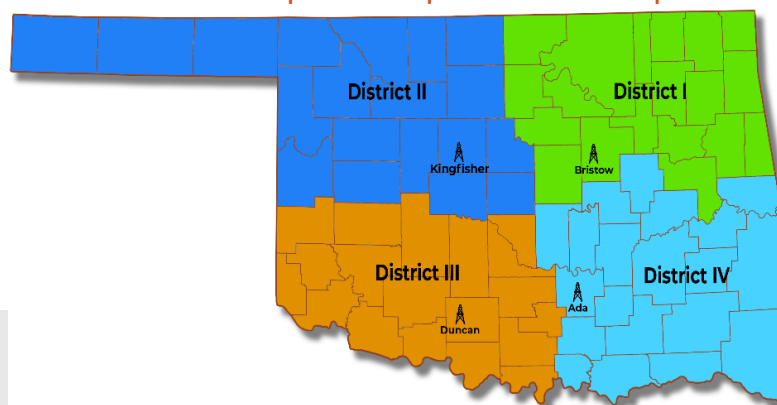 District II
District I
Kingfisher
Bristow
District III
District IV
Ada
Duncan